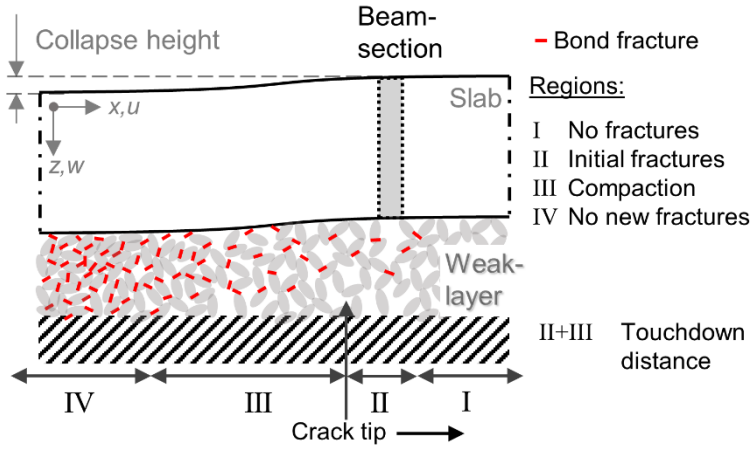 Collapse height
Beam-
section
Bond fracture
Regions:
I No fractures
II Initial fractures
III Compaction
IV No new fractures
Slab
x,u
z,w
Weak-
layer
II+III Touchdown
distance
IV III II I
Crack tip